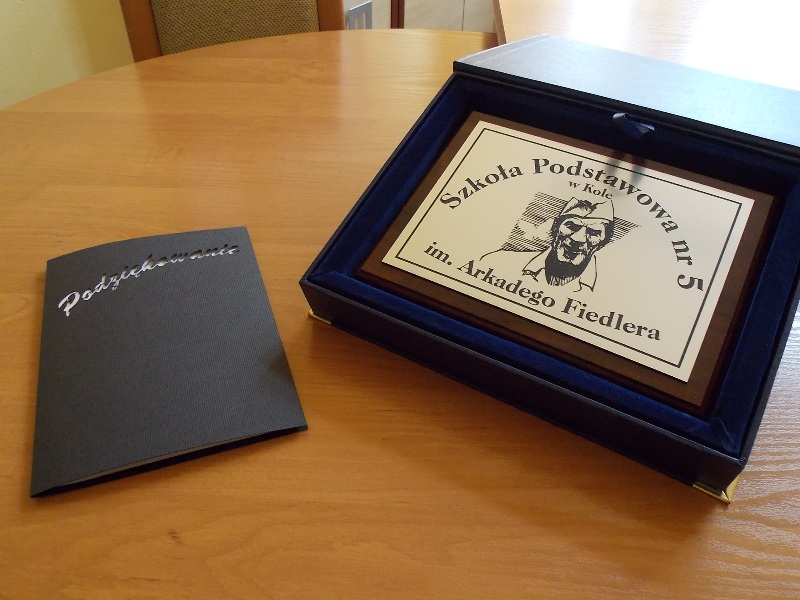 Podziękowanie
Szkoła Podstawowa nr 5
w Kole
im. Arkadego Fiedlera